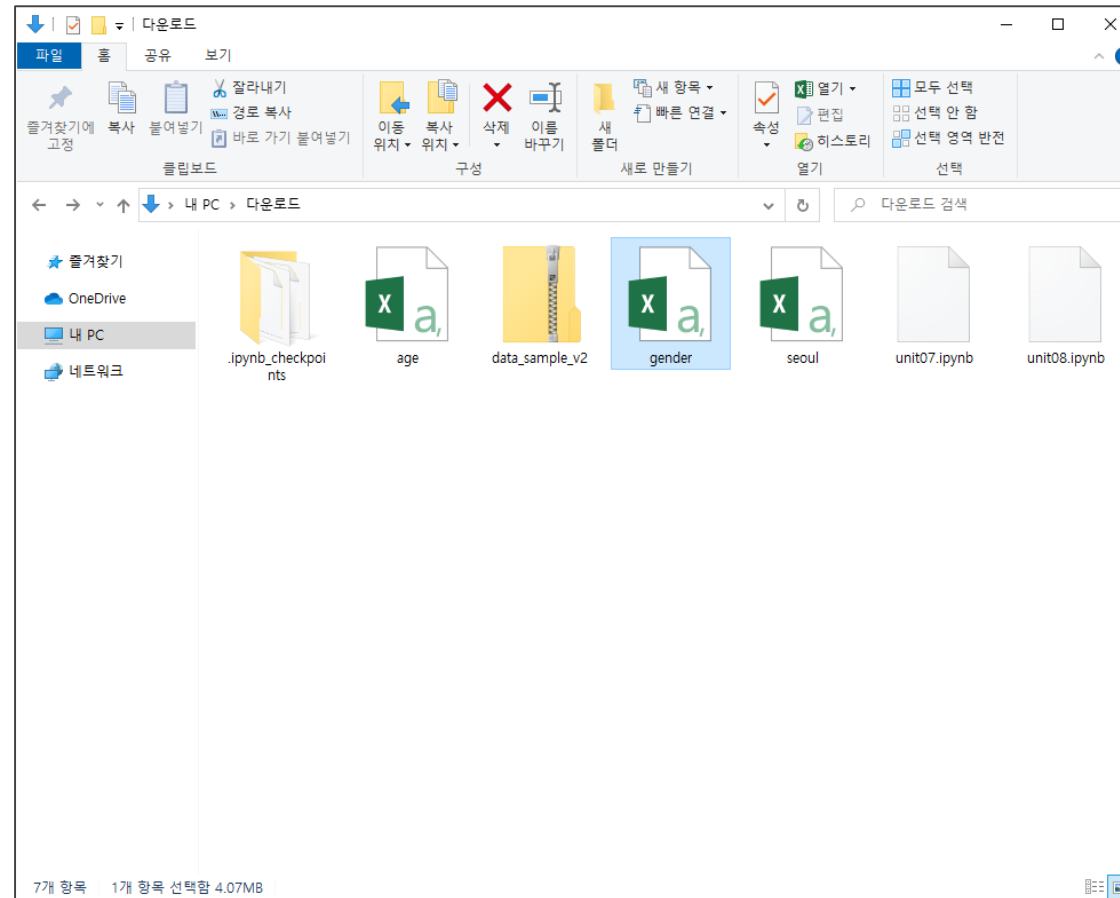 다운로드
파일 홈 공유 보기
즐겨찾기에
고정
복사
붙여넣기
잘라내기
경로 복사
바로 가기 붙여넣기
클립보드
이동
위치
복사
위치
삭제
이름
바꾸기
구성
새
폴더
새 항목
빠른 연결
새로 만들기
속성
열기
편집
히스토리
열기
모두 선택
선택 안 함
선택 영역 반전
선택
내 PC > 다운로드
다운로드 검색
즐겨찾기
OneDrive
내 PC
네트워크
.ipynb_checkpoi
nts
age
data_sample_v2
gender
seoul
unit07.ipynb
unit08.ipynb
7개 항목 1개 항목 선택함 4.07MB